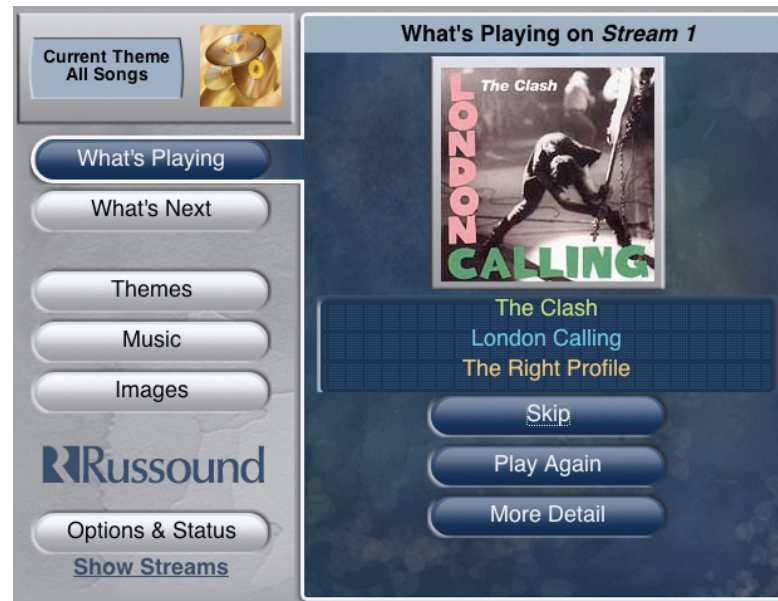 Current Theme
All Songs
What's Playing
What's Next
Themes
Music
Images
Russound
Options & Status
Show Streams
What's Playing on Stream 1
The Clash
LONDON
CALLING
The Clash
London Calling
The Right Profile
Skip
Play Again
More Detail